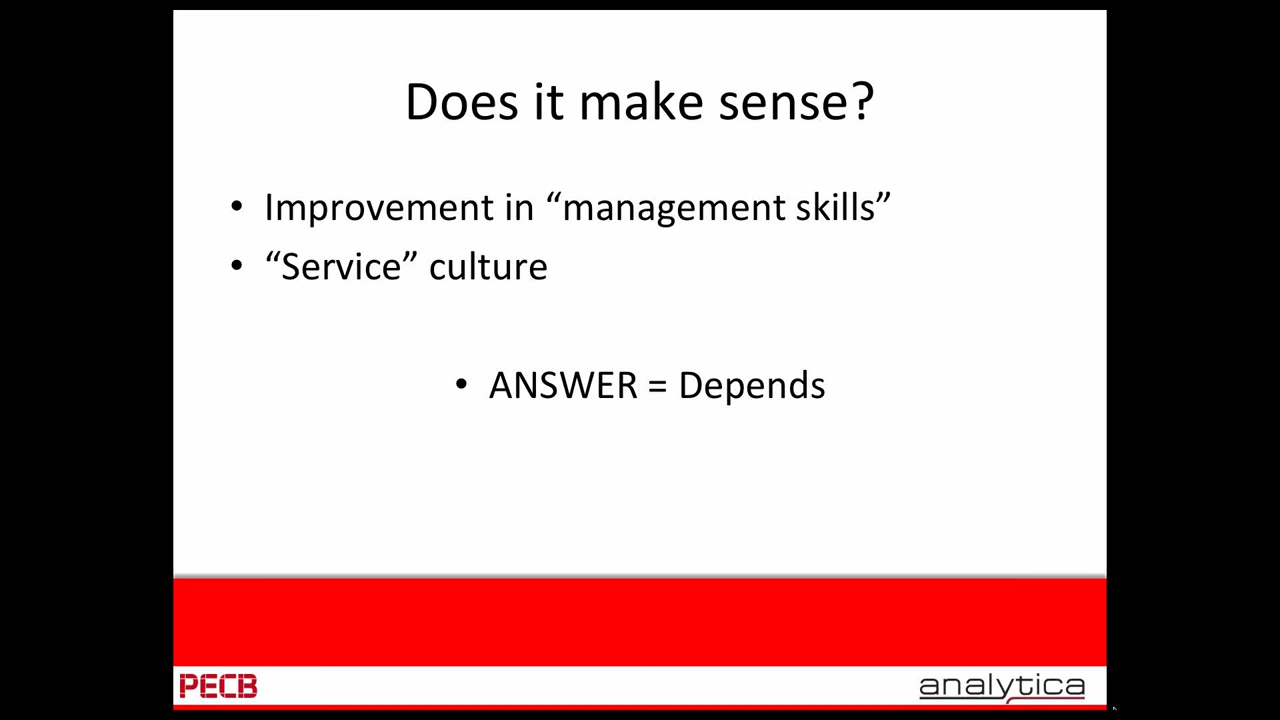 Does it make sense?
• Improvement in “management skills”
• “Service” culture
• ANSWER = Depends
PECB
analytica